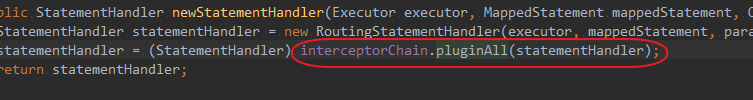 blic StatementHandler newStatementHandler(Executor executor, MappedStatement mappedStatement, O
StatementHandler statementHandler = new RoutingStatementHandler(executor, mappedStatement, para
statementHandler = (StatementHandler) interceptorChain.pluginAll(statementHandler);
return statementHandler;